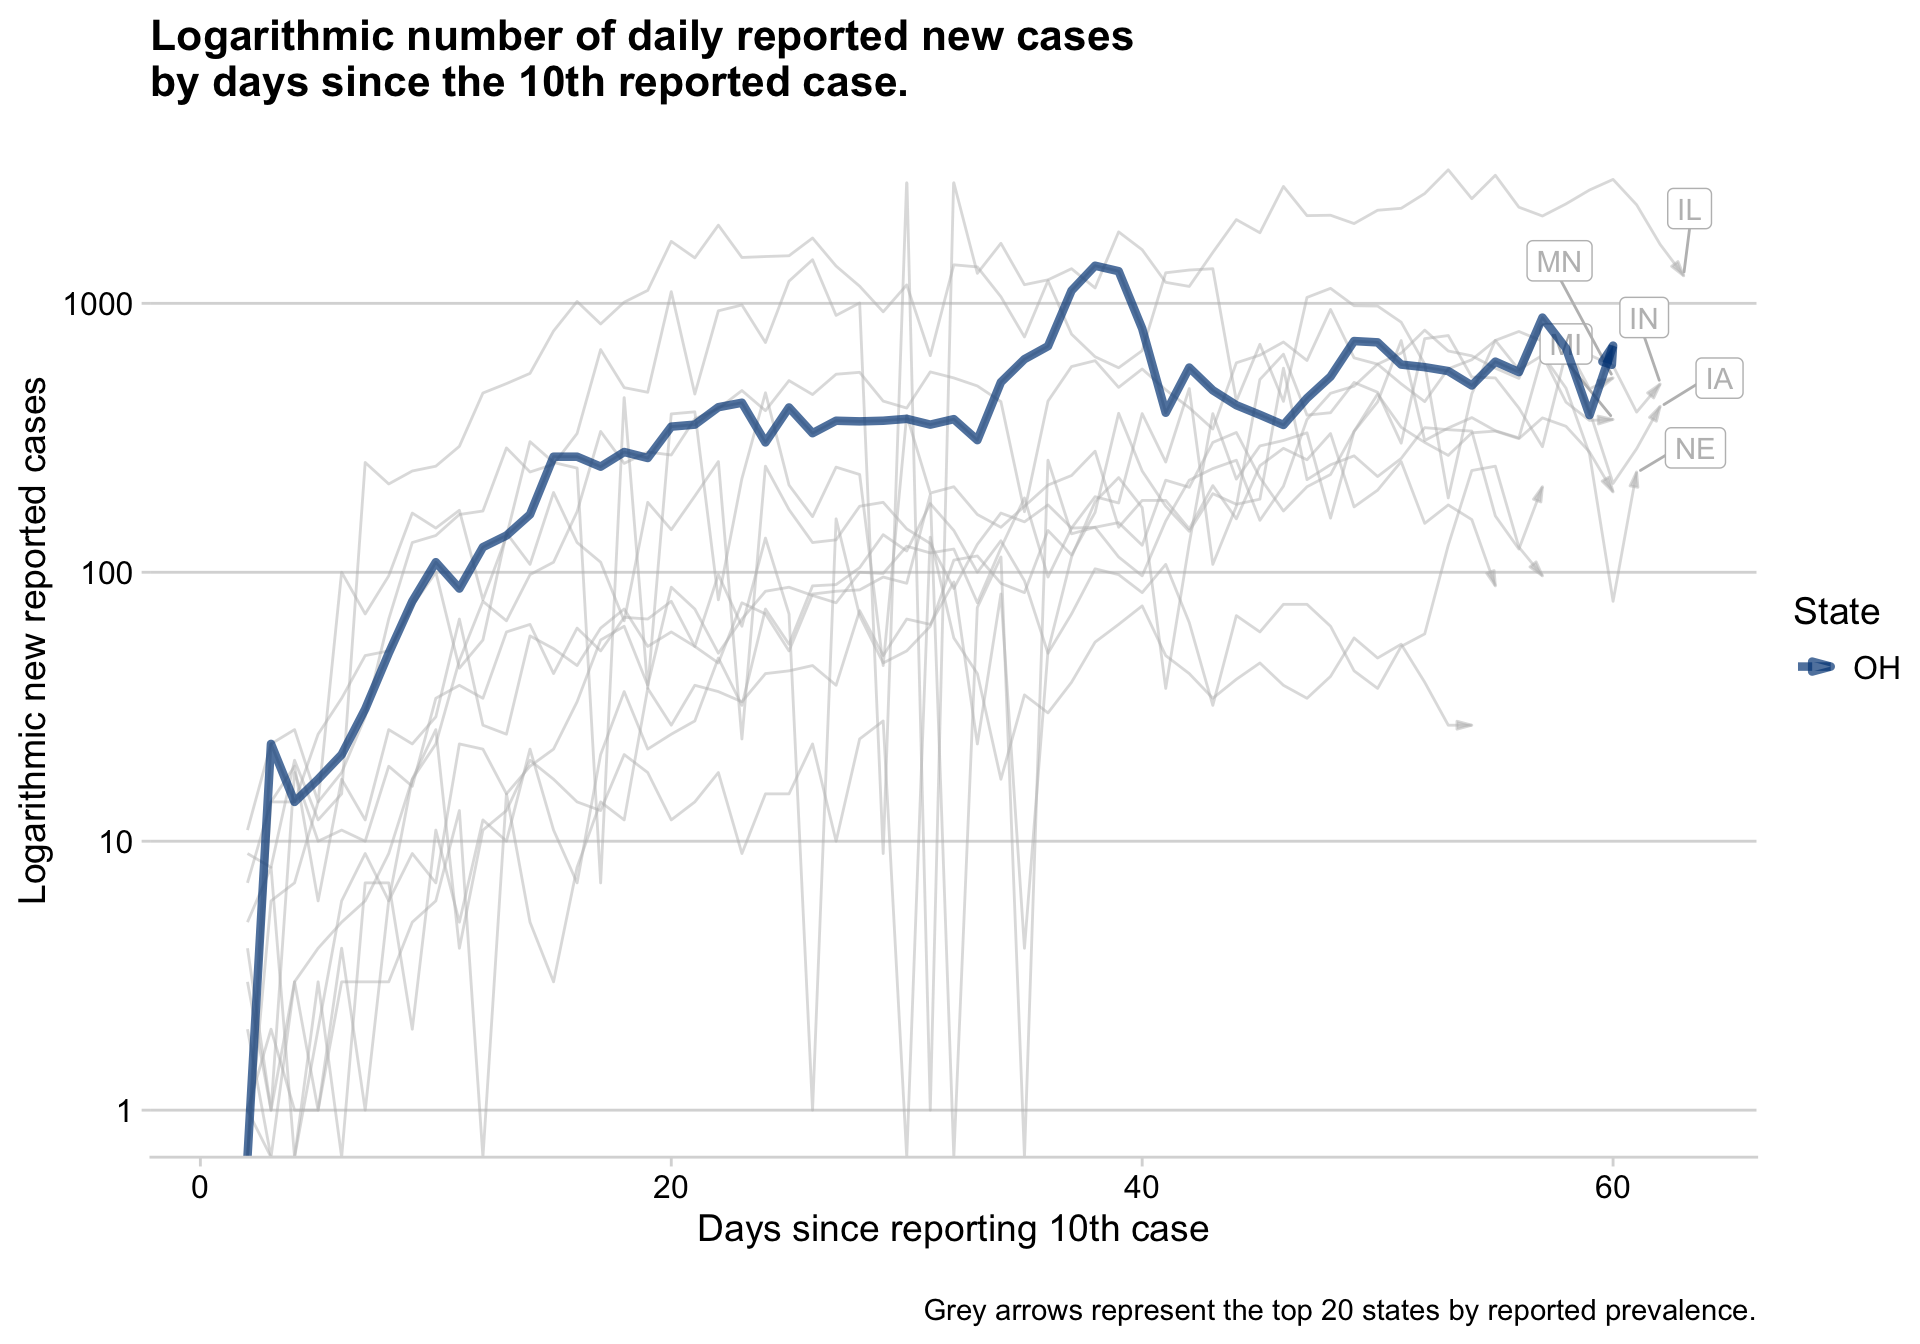 Logarithmic number of daily reported new cases
by days since the 10th reported case.
Logarithmic new reported cases
1000
100
10
1
IL
MN
IN
MI
IA
NE
State
OH
0
20
40
60
Days since reporting 10th case
Grey arrows represent the top 20 states by reported prevalence.